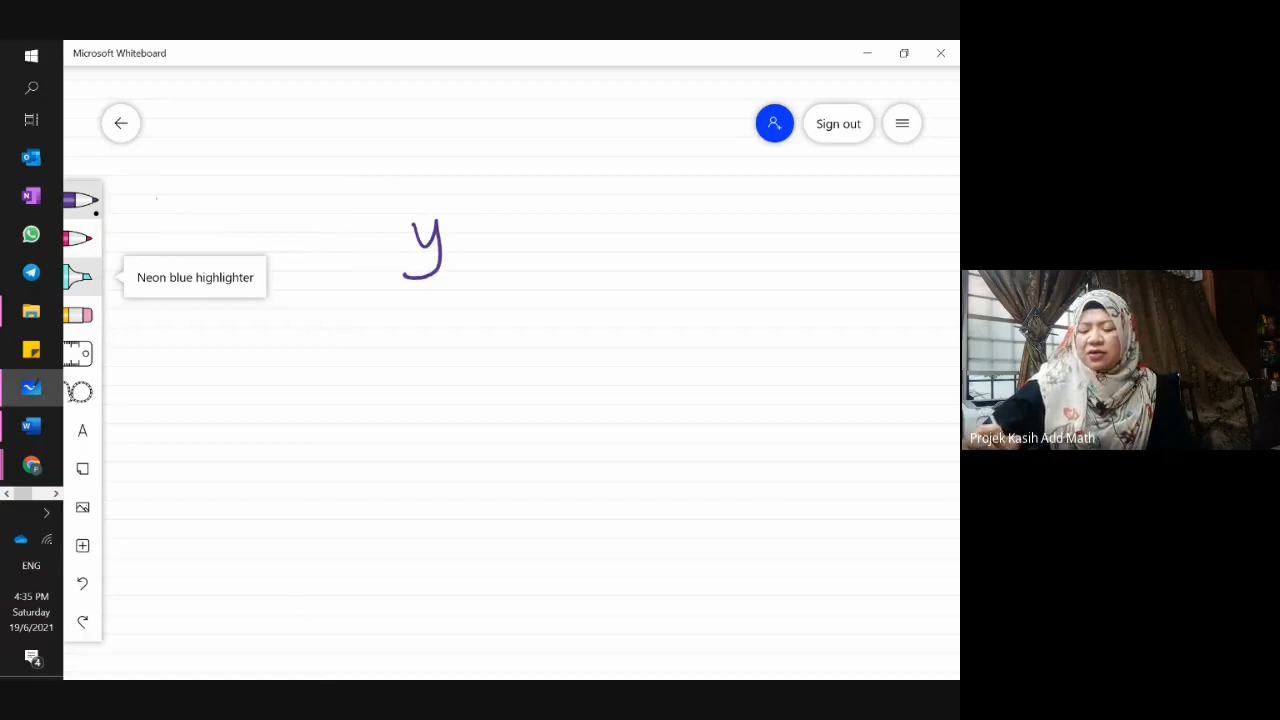 Microsoft Whiteboard
Sign out
y
Neon blue highlighter
A
Projek Kasih Add Math
ENG
4:35 PM
Saturday
19/6/2021
4